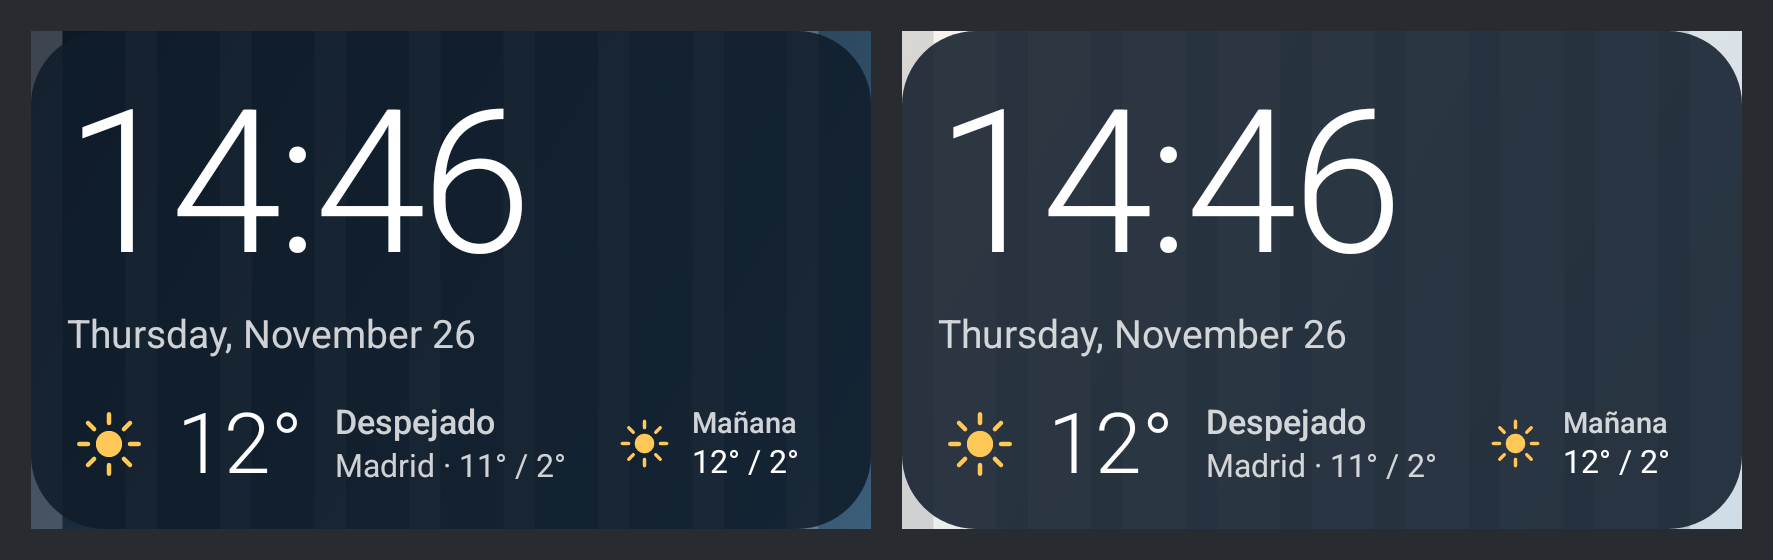 14:46
Thursday, November 26
12°
Despejado
Madrid · 11° / 2°
Mañana
12° / 2°
14:46
Thursday, November 26
12°
Despejado
Madrid · 11° / 2°
Mañana
12° / 2°